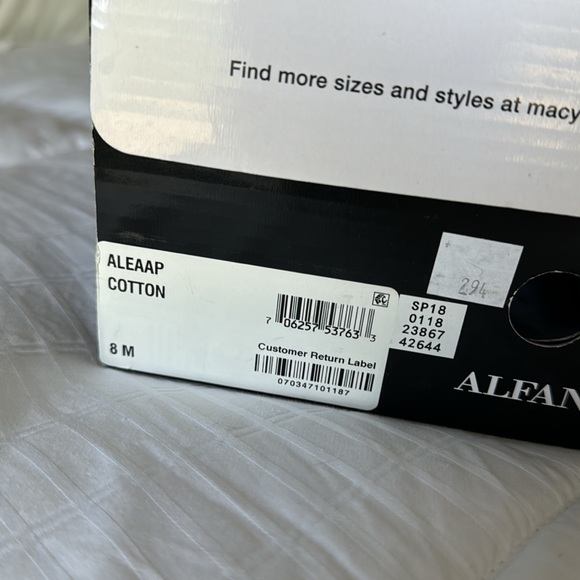 Find more sizes and styles at macy
ALEAAP
COTTON
8 M
7 06257 53763 3
Customer Return Label
070347101187
SP18
0118
23867
42644
294
ALFAN